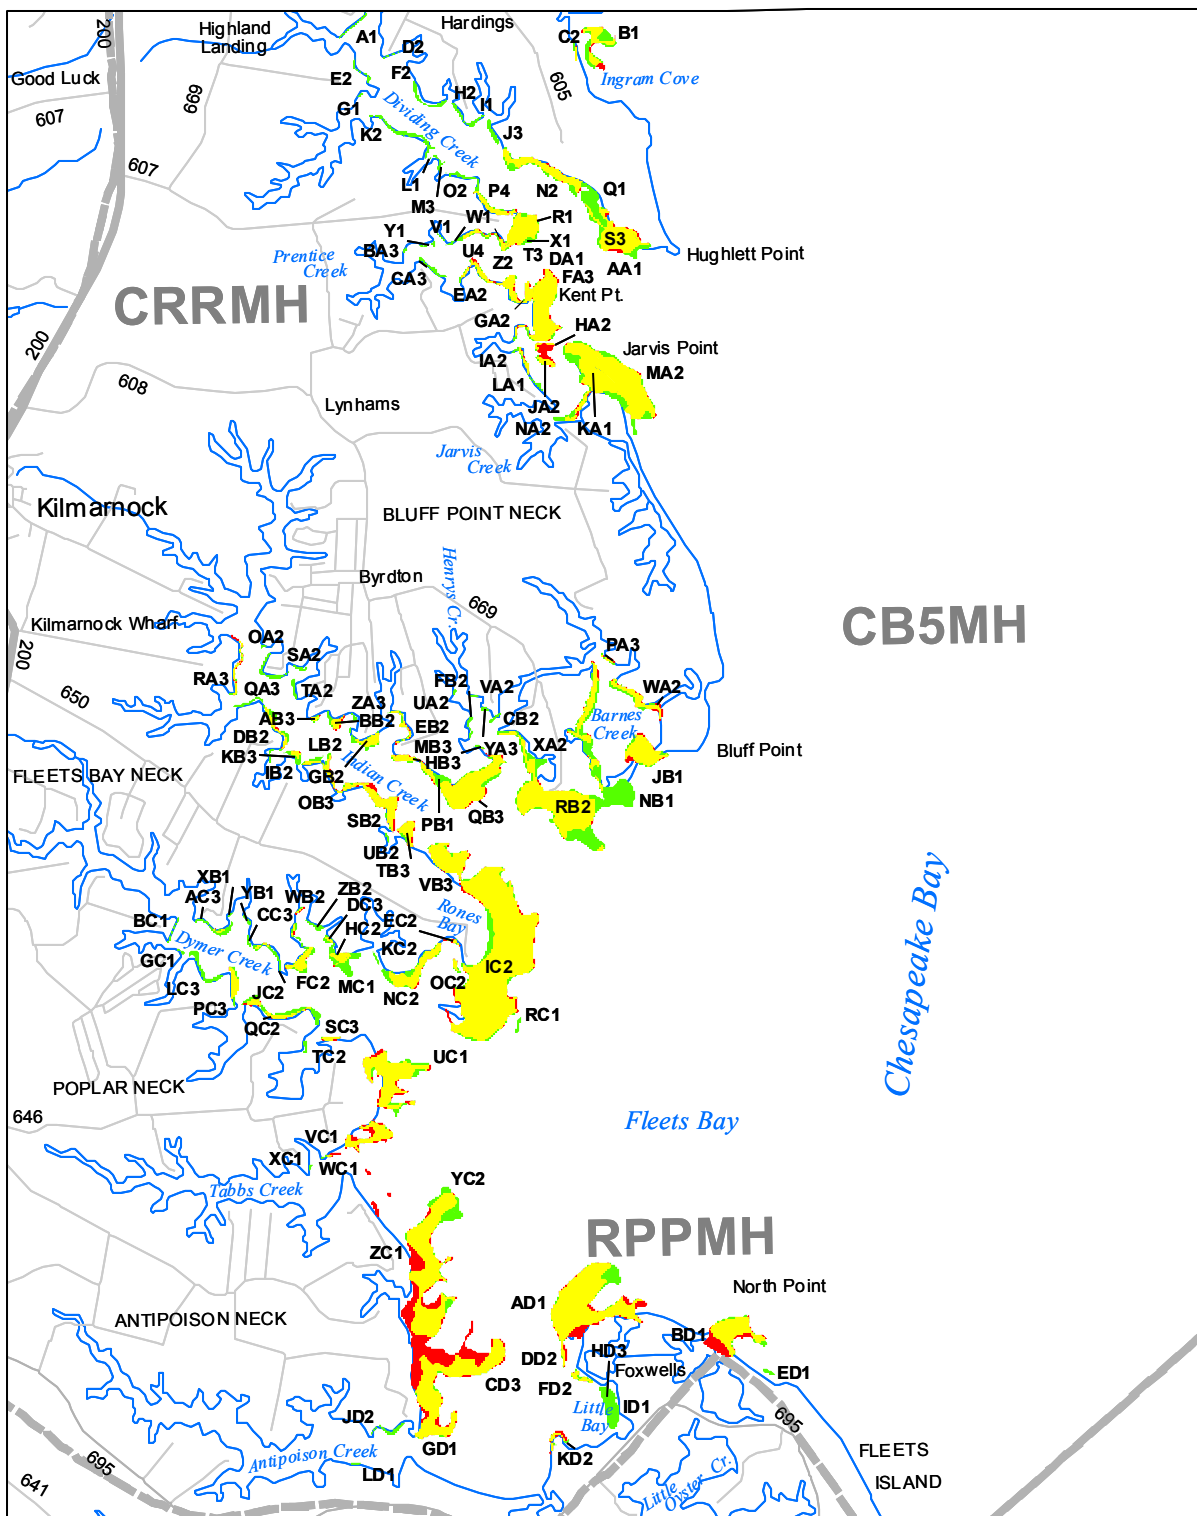 Hardings
Highland
Landing
A1
D2
C2
B1
200
Good Luck
E2
F2
605
Ingram Cove
607
669
G1
H2
I1
K2
Dividing Creek
J3
607
L1
O2
P4
N2
Q1
M3
W1
R1
Y1
V1
S3
BA3
U4
X1
T3
Hughlett Point
Prentice
Creek
Z2
DA1
AA1
CA3
FA3
EA2
Kent Pt.
CRRMH
GA2
HA2
200
IA2
Jarvis Point
608
LA1
MA2
Lynhams
JA2
NA2
KA1
Jarvis
Creek
Kilmarnock
BLUFF POINT NECK
Henrys Cr.
Byrdton
669
CB5MH
Kilmarnock Wharf
OA2
PA3
200
SA2
RA3
QA3
TA2
FB2
VA2
WA2
650
ZA3
UA2
AB3
BB2
EB2
CB2
Barnes
Creek
DB2
LB2
MB3
YA3
XA2
Bluff Point
KB3
HB3
FLEETS BAY NECK
IB2
GB2
Indian Creek
JB1
OB3
RB2
NB1
SB2
PB1
QB3
UB2
TB3
VB3
XB1
AC3
YB1
WB2
ZB2
DC3
Rones
Bay
BC1
CC3
HC2
EC2
Dymer Creek
KC2
GC1
IC2
LC3
JC2
FC2
MC1
NC2
OC2
PC3
RC1
QC2
SC3
TC2
UC1
POPLAR NECK
Chesapeake Bay
646
Fleets Bay
VC1
XC1
WC1
Tabbs Creek
YC2
RPPMH
ZC1
North Point
AD1
ANTIPOISON NECK
BD1
HD3
DD2
Foxwells
ED1
CD3
FD2
Little
Bay
ID1
JD2
695
GD1
KD2
FLEETS
ISLAND
Antipoison Creek
695
LD1
641
Little
Oyster Cr.